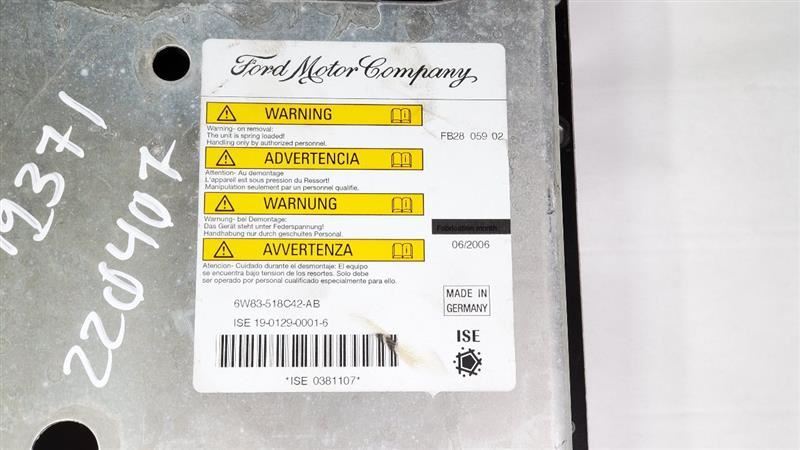 Ford Motor Company
WARNING
Warning- on removal:
The unit is spring loaded!
Handling only by authorized personnel.
FB28 059 02
ADVERTENCIA
Attention- Au demontage
L'appareil est sous pression du Ressort!
Manipulation seulement par un personnel qualifie.
WARNUNG
Warnung- bei Demontage:
Das Gerät steht unter Federspannung!
Handhabung nur durch geschultes Personal.
Fabrication month
06/2006
AVVERTENZA
Atencion- Cuidado durante el desmontaje: El equipo
se encuentra bajo tension de los resortes. Solo debe
ser operado por personal cualificado especialmente para ello.
6W83-518C42-AB
MADE IN
GERMANY
ISE 19-0129-0001-6
ISE
*ISE 0381107*
19371
220407